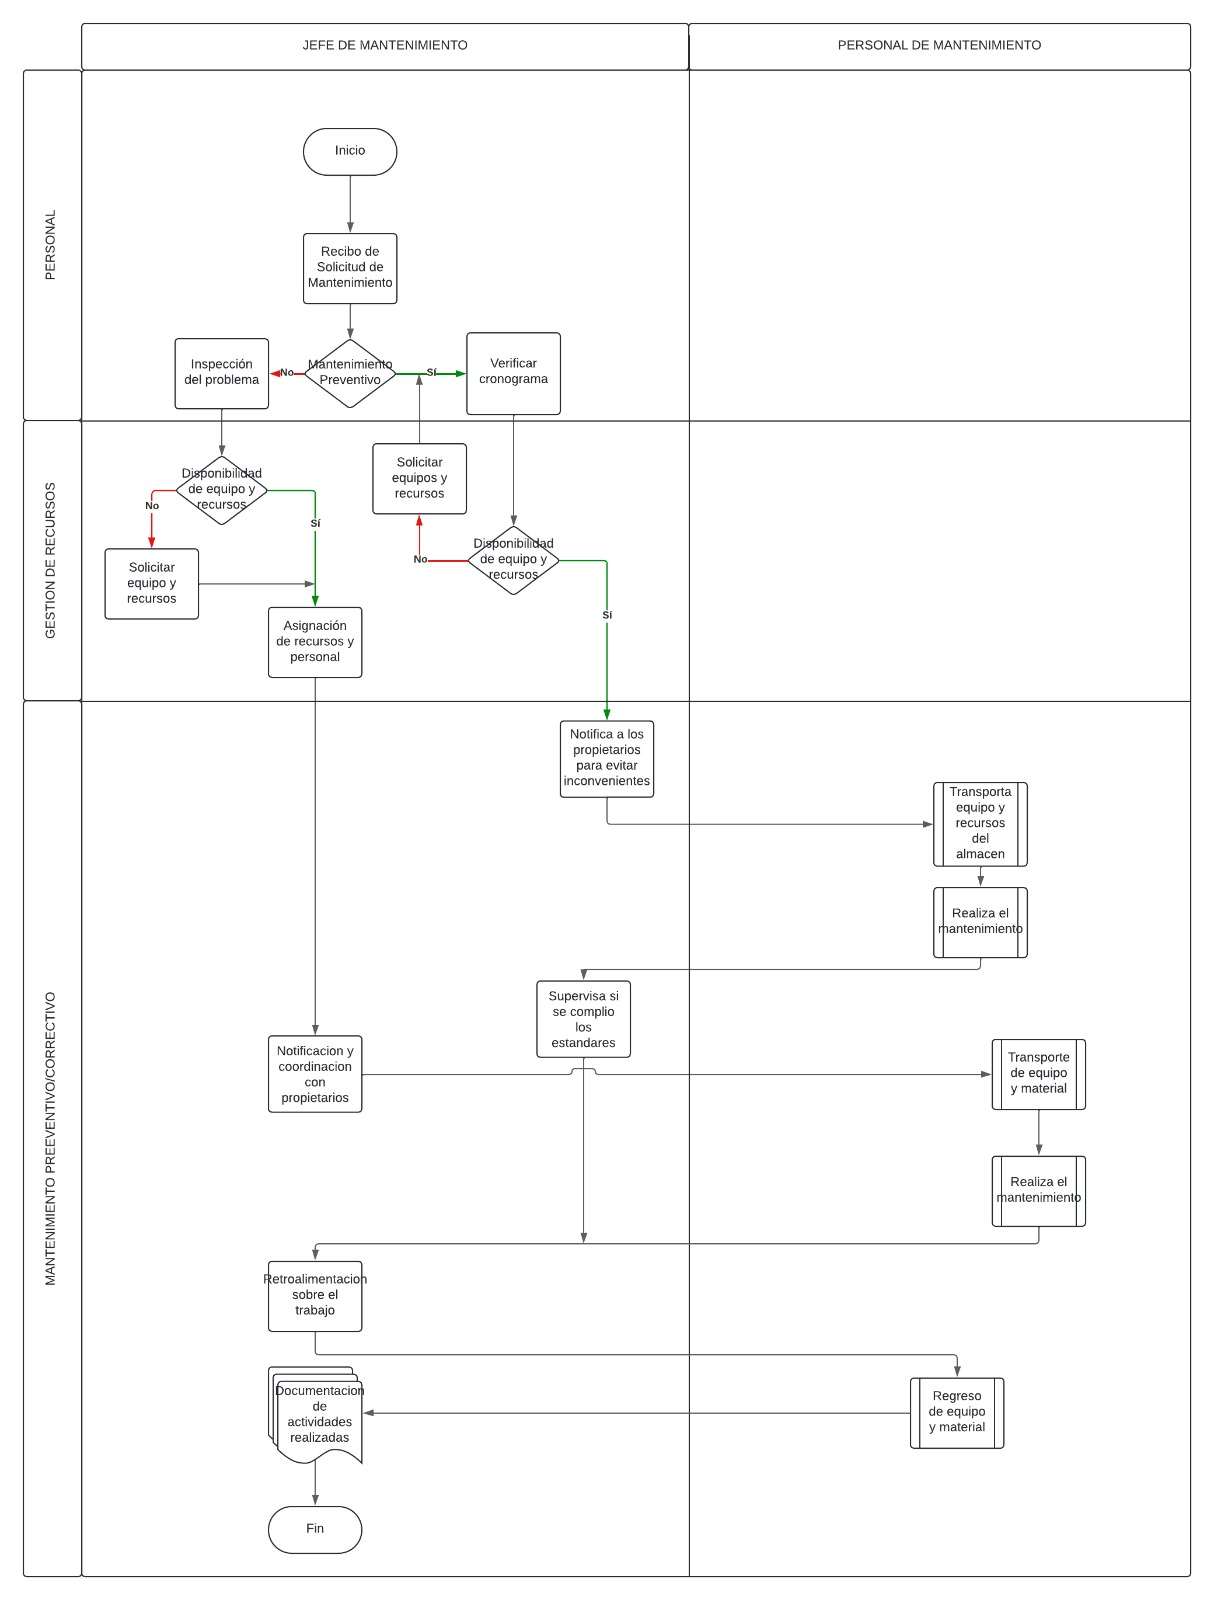 JEFE DE MANTENIMIENTO
PERSONAL DE MANTENIMIENTO
PERSONAL
Inicio
Recibo de
Solicitud de
Mantenimiento
Inspección
del problema
No
Mantenimiento
Preventivo
Sí
Verificar
cronograma
GESTION DE RECURSOS
Disponibilidad
de equipo y
recursos
No
Sí
Solicitar
equipo y
recursos
Asignación
de recursos y
personal
Solicitar
equipos y
recursos
No
Disponibilidad
de equipo y
recursos
Sí
MANTENIMIENTO PREEVENTIVO/CORRECTIVO
Notifica a los
propietarios
para evitar
inconvenientes
Transporta
equipo y
recursos
del
almacen
Realiza el
mantenimiento
Supervisa si
se complio
los
estandares
Notificacion y
coordinacion
con
propietarios
Transporte
de equipo
y material
Realiza el
mantenimiento
Retroalimentacion
sobre el
trabajo
Documentacion
de
actividades
realizadas
Regreso
de equipo
y material
Fin